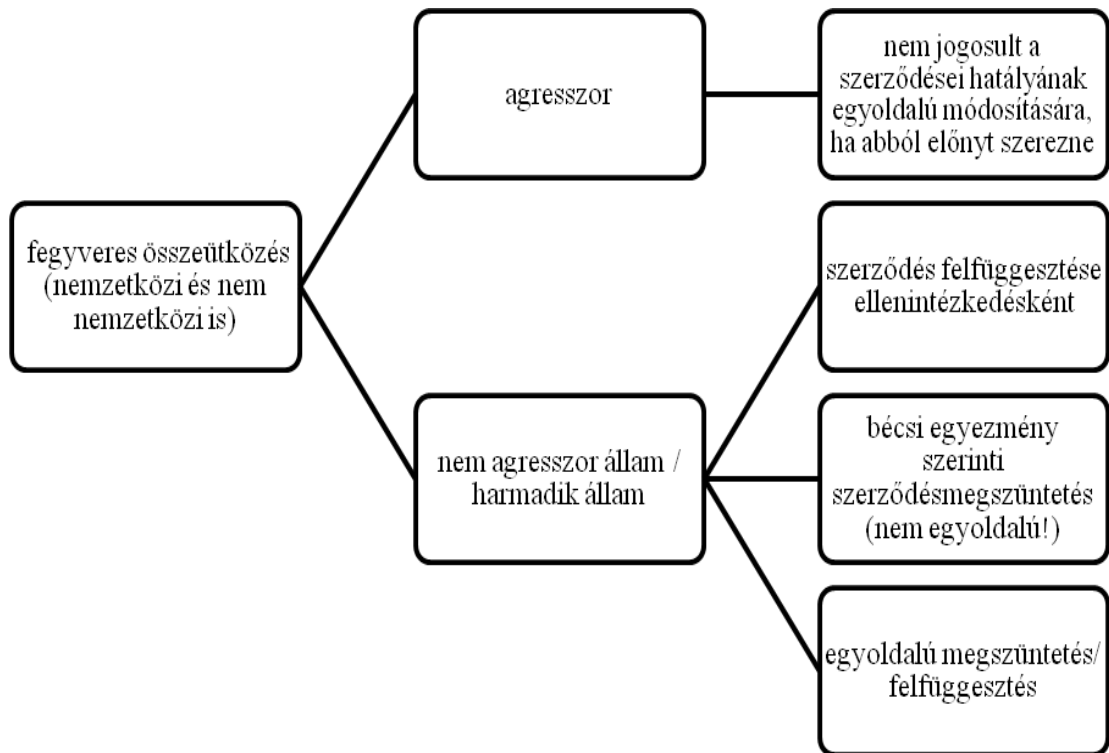 fegyveres összeütközés
(nemzetközi és nem
nemzetközi is)
agresszor
nem jogosult a
szerződései hatályának
egyoldalú módosítására,
ha abból előnyt szerezne
nem agresszor állam /
harmadik állam
szerződés felfüggesztése
ellenintézkedésként
bécsi egyezmény
szerinti
szerződésmegszüntetés
(nem egyoldalú!)
egyoldalú megszüntetés/
felfüggesztés